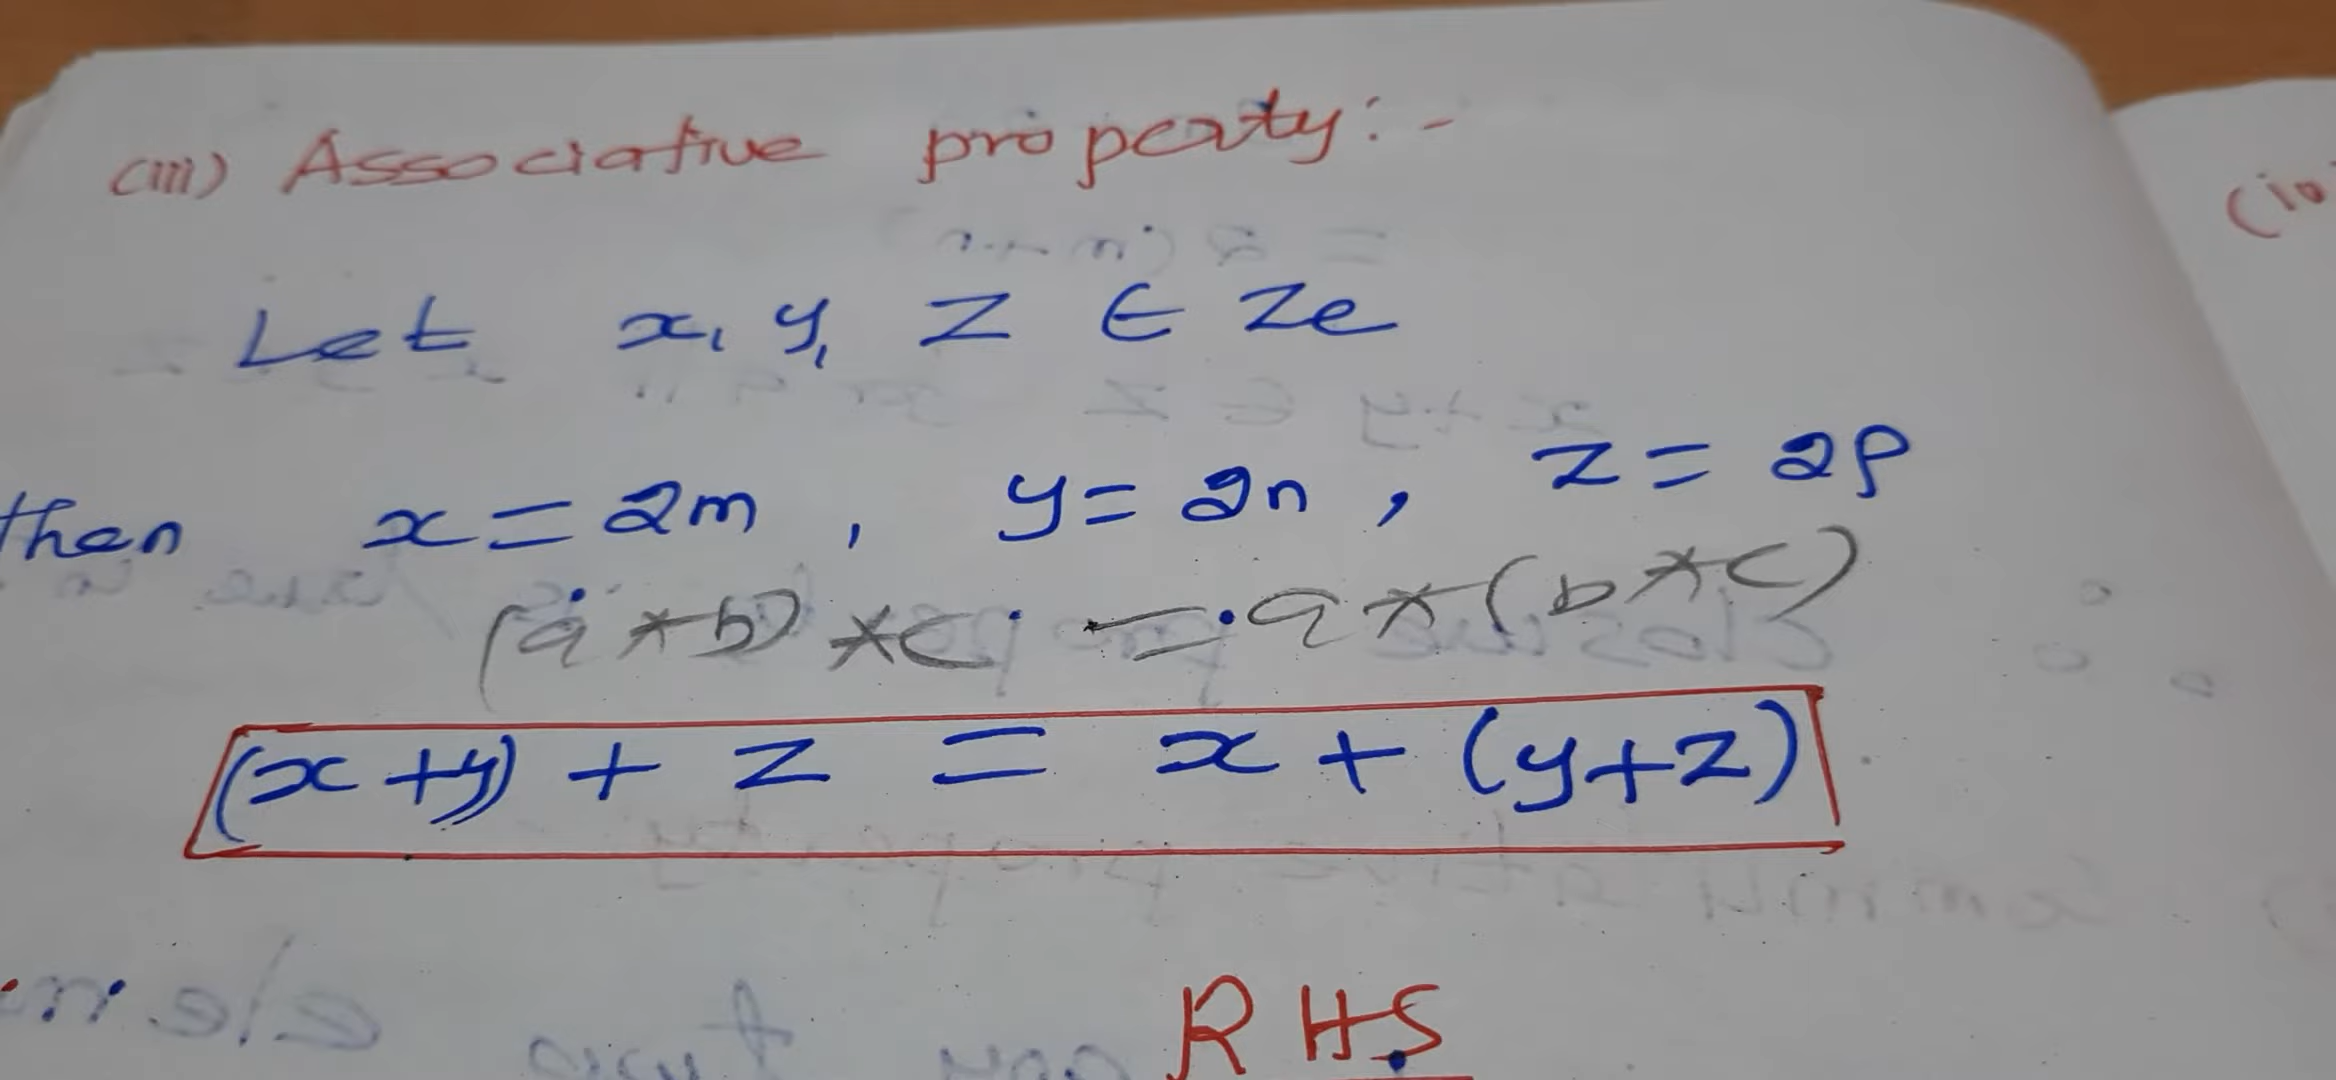 (iii) Associative property:-
Let x, y, z ∈ Ze
then x = 2m, y = 2n, z = 2p
(a * b) * c = a * (b * c)
(x+y) + z = x + (y+z)
RHS